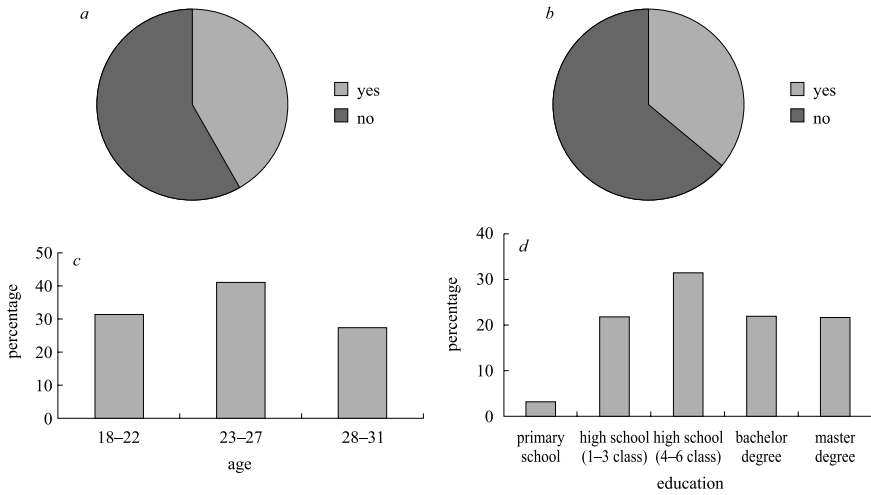 a
yes
no
b
yes
no
c
percentage
50
40
30
20
10
0
18–22
23–27
28–31
age
d
percentage
40
30
20
10
0
primary
school
high school
(1–3 class)
high school
(4–6 class)
bachelor
degree
master
degree
education